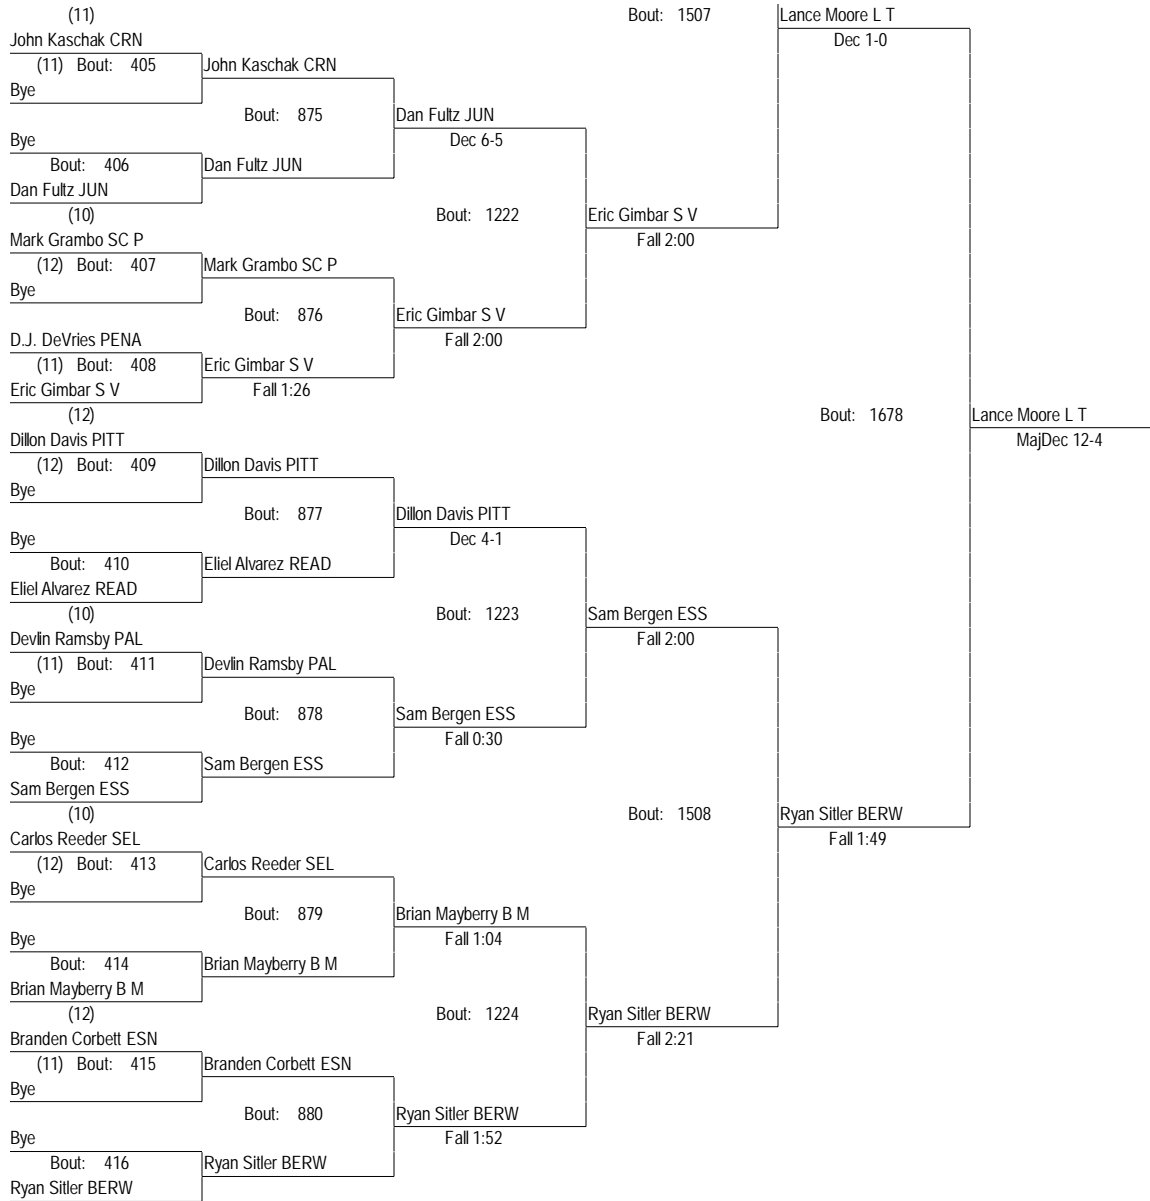 (11)
Bout: 1507 Lance Moore L T
John Kaschak CRN
Dec 1-0
(11) Bout: 405 John Kaschak CRN
Bye
Bout: 875 Dan Fultz JUN
Bye
Dec 6-5
Bout: 406 Dan Fultz JUN
Dan Fultz JUN
(10)
Bout: 1222 Eric Gimbar S V
Mark Grambo SC P
Fall 2:00
(12) Bout: 407 Mark Grambo SC P
Bye
Bout: 876 Eric Gimbar S V
D.J. DeVries PENA
Fall 2:00
(11) Bout: 408 Eric Gimbar S V
Eric Gimbar S V
Fall 1:26
(12)
Bout: 1678 Lance Moore L T
Dillon Davis PITT
MajDec 12-4
(12) Bout: 409 Dillon Davis PITT
Bye
Bout: 877 Dillon Davis PITT
Bye
Dec 4-1
Bout: 410 Eliel Alvarez READ
Eliel Alvarez READ
(10)
Bout: 1223 Sam Bergen ESS
Devlin Ramsby PAL
Fall 2:00
(11) Bout: 411 Devlin Ramsby PAL
Bye
Bout: 878 Sam Bergen ESS
Bye
Fall 0:30
Bout: 412 Sam Bergen ESS
Sam Bergen ESS
(10)
Bout: 1508 Ryan Sitler BERW
Carlos Reeder SEL
Fall 1:49
(12) Bout: 413 Carlos Reeder SEL
Bye
Bout: 879 Brian Mayberry B M
Bye
Fall 1:04
Bout: 414 Brian Mayberry B M
Brian Mayberry B M
(12)
Bout: 1224 Ryan Sitler BERW
Branden Corbett ESN
Fall 2:21
(11) Bout: 415 Branden Corbett ESN
Bye
Bout: 880 Ryan Sitler BERW
Bye
Fall 1:52
Bout: 416 Ryan Sitler BERW
Ryan Sitler BERW